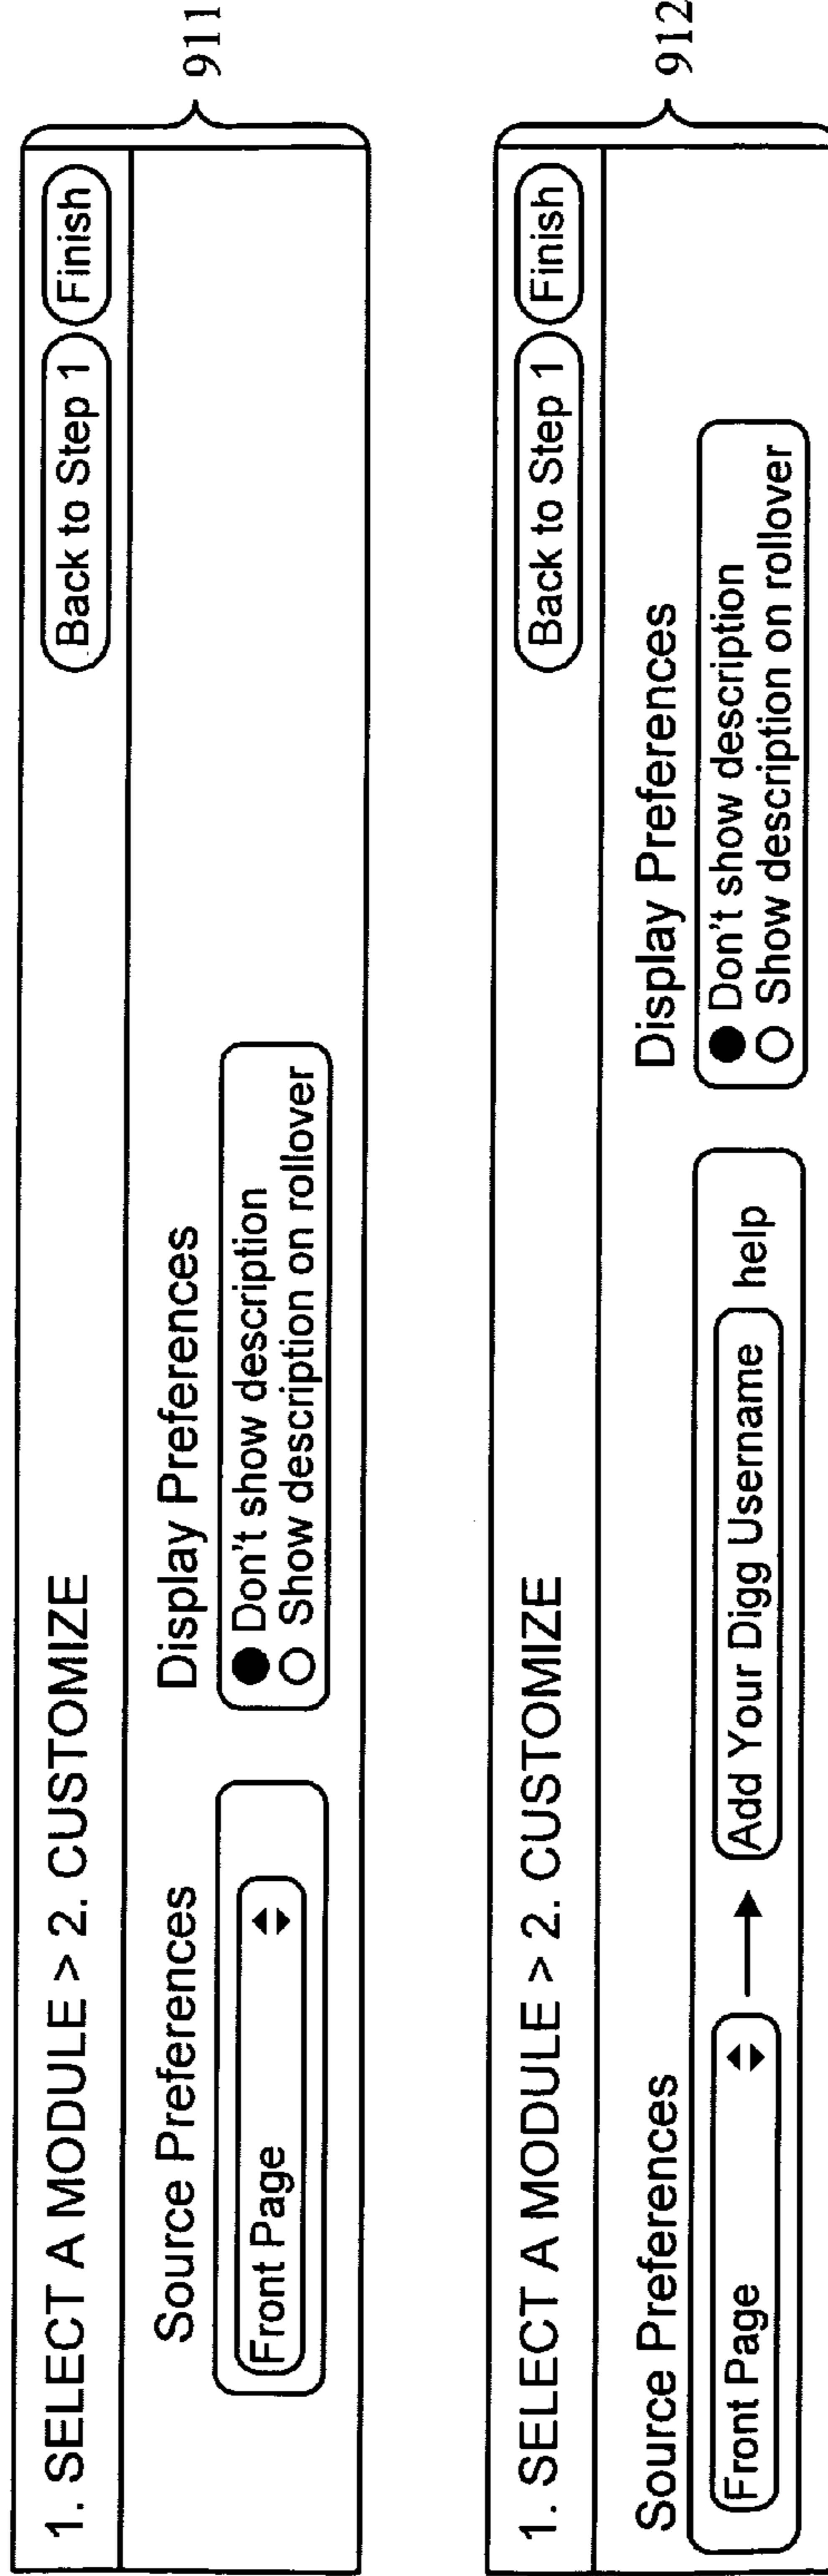 1. SELECT A MODULE > 2. CUSTOMIZE
Back to Step 1
Finish
Source Preferences
Front Page
Display Preferences
Don't show description
Show description on rollover
911
1. SELECT A MODULE > 2. CUSTOMIZE
Back to Step 1
Finish
Source Preferences
Front Page
Add Your Digg Username
help
Display Preferences
Don't show description
Show description on rollover
912